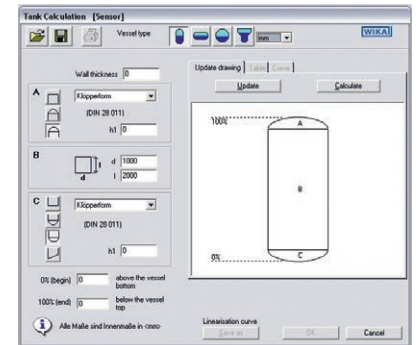 Tank Calculation [Sensor]
Vessel type
mm
WIKAI
Wall thickness 0
A
Klöpperform
(DIN 28 011)
h1 0
B
d 1000
l
l 2000
d
C
Klöpperform
(DIN 28 011)
h1 0
0% (begin) 0 above the vessel bottom
100% (end) 0 below the vessel top
Alle Maße sind Innenmaße in <mm>
Update drawing Table Curve
Update Calculate
100%
A
B
0%
C
Linearisation curve
Save as OK Cancel